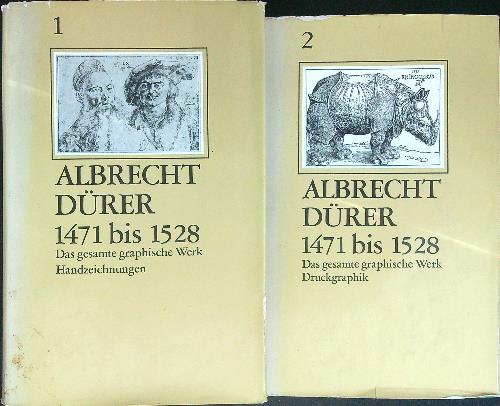 1
ALBRECHT
DÜRER
1471 bis 1528
Das gesamte graphische Werk
Handzeichnungen
2
RHINOCERUS
ALBRECHT
DÜRER
1471 bis 1528
Das gesamte graphische Werk
Druckgraphik